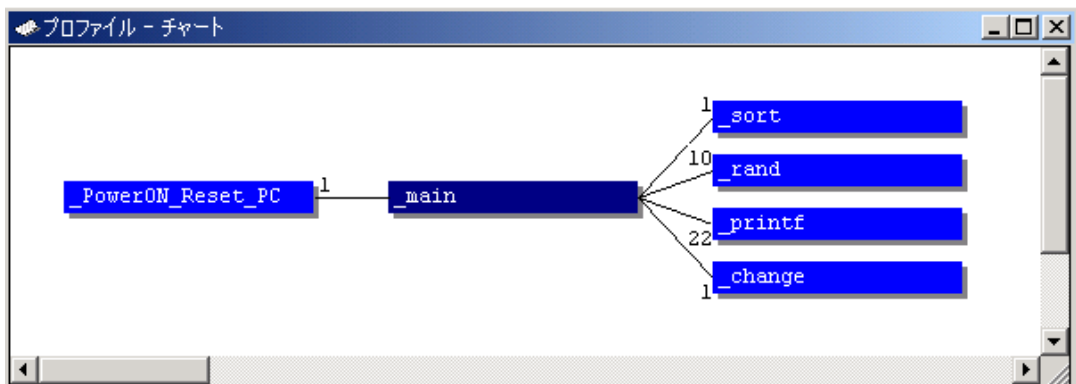 プロファイル - チャート
_PowerON_Reset_PC
1
_main
1
_sort
10
_rand
22
_printf
1
_change